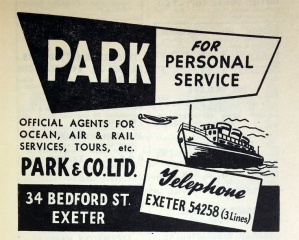 PARK
FOR
PERSONAL
SERVICE
OFFICIAL AGENTS FOR
OCEAN, AIR & RAIL
SERVICES, TOURS, etc.
PARK & CO. LTD.
34 BEDFORD ST.
EXETER
Telephone
EXETER 54258 (3 Lines)